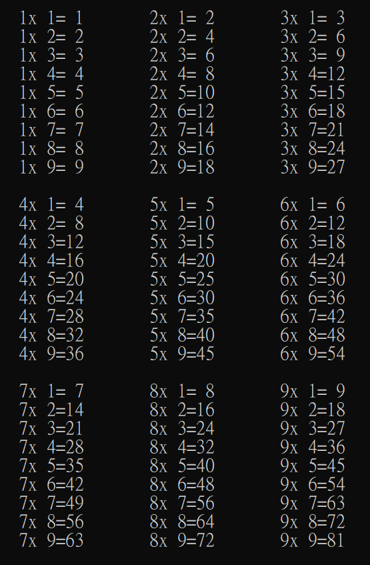 1x 1= 1 2x 1= 2 3x 1= 3
1x 2= 2 2x 2= 4 3x 2= 6
1x 3= 3 2x 3= 6 3x 3= 9
1x 4= 4 2x 4= 8 3x 4=12
1x 5= 5 2x 5=10 3x 5=15
1x 6= 6 2x 6=12 3x 6=18
1x 7= 7 2x 7=14 3x 7=21
1x 8= 8 2x 8=16 3x 8=24
1x 9= 9 2x 9=18 3x 9=27
4x 1= 4 5x 1= 5 6x 1= 6
4x 2= 8 5x 2=10 6x 2=12
4x 3=12 5x 3=15 6x 3=18
4x 4=16 5x 4=20 6x 4=24
4x 5=20 5x 5=25 6x 5=30
4x 6=24 5x 6=30 6x 6=36
4x 7=28 5x 7=35 6x 7=42
4x 8=32 5x 8=40 6x 8=48
4x 9=36 5x 9=45 6x 9=54
7x 1= 7 8x 1= 8 9x 1= 9
7x 2=14 8x 2=16 9x 2=18
7x 3=21 8x 3=24 9x 3=27
7x 4=28 8x 4=32 9x 4=36
7x 5=35 8x 5=40 9x 5=45
7x 6=42 8x 6=48 9x 6=54
7x 7=49 8x 7=56 9x 7=63
7x 8=56 8x 8=64 9x 8=72
7x 9=63 8x 9=72 9x 9=81